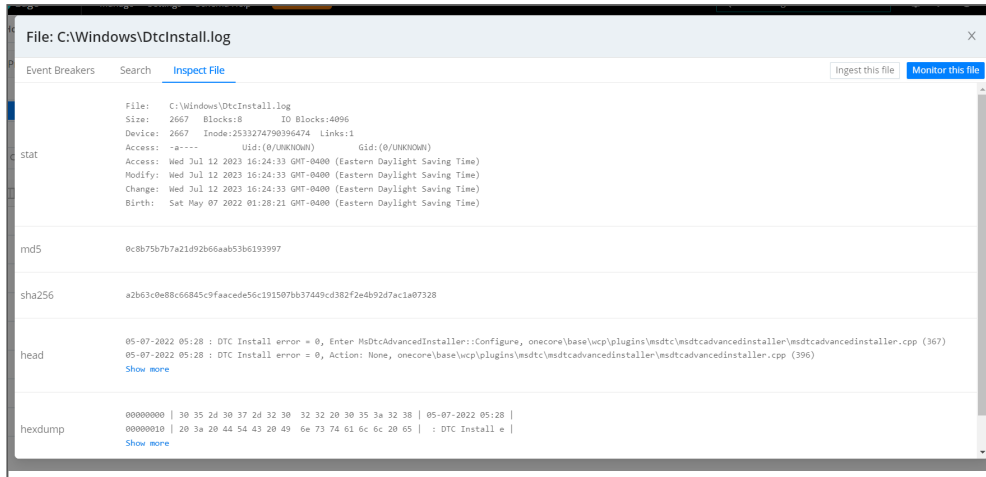 File: C:\Windows\DtcInstall.log
Event Breakers Search Inspect File Ingest this file Monitor this file
stat
File: C:\Windows\DtcInstall.log
Size: 2667 Blocks:8 IO Blocks:4096
Device: 2667 Inode:2533274790396474 Links:1
Access: -a---- Uid:(0/UNKNOWN) Gid:(0/UNKNOWN)
Access: Wed Jul 12 2023 16:24:33 GMT-0400 (Eastern Daylight Saving Time)
Modify: Wed Jul 12 2023 16:24:33 GMT-0400 (Eastern Daylight Saving Time)
Change: Wed Jul 12 2023 16:24:33 GMT-0400 (Eastern Daylight Saving Time)
Birth: Sat May 07 2022 01:28:21 GMT-0400 (Eastern Daylight Saving Time)
md5 0c8b75b7b7a21d92b66aab53b6193997
sha256 a2b63c0e88c66845c9faacede56c191507bb37449cd382f2e4b92d7ac1a07328
head
05-07-2022 05:28 : DTC Install error = 0, Enter MsDtcAdvancedInstaller::Configure, onecore\base\wcp\plugins\msdtc\msdtcadvancedinstaller\msdtcadvancedinstaller.cpp (367)
05-07-2022 05:28 : DTC Install error = 0, Action: None, onecore\base\wcp\plugins\msdtc\msdtcadvancedinstaller\msdtcadvancedinstaller.cpp (396)
Show more
hexdump
00000000 | 30 35 2d 30 37 2d 32 30 32 32 20 30 35 3a 32 38 | 05-07-2022 05:28 |
00000010 | 20 3a 20 44 54 43 20 49 6e 73 74 61 6c 6c 20 65 | : DTC Install e |
Show more